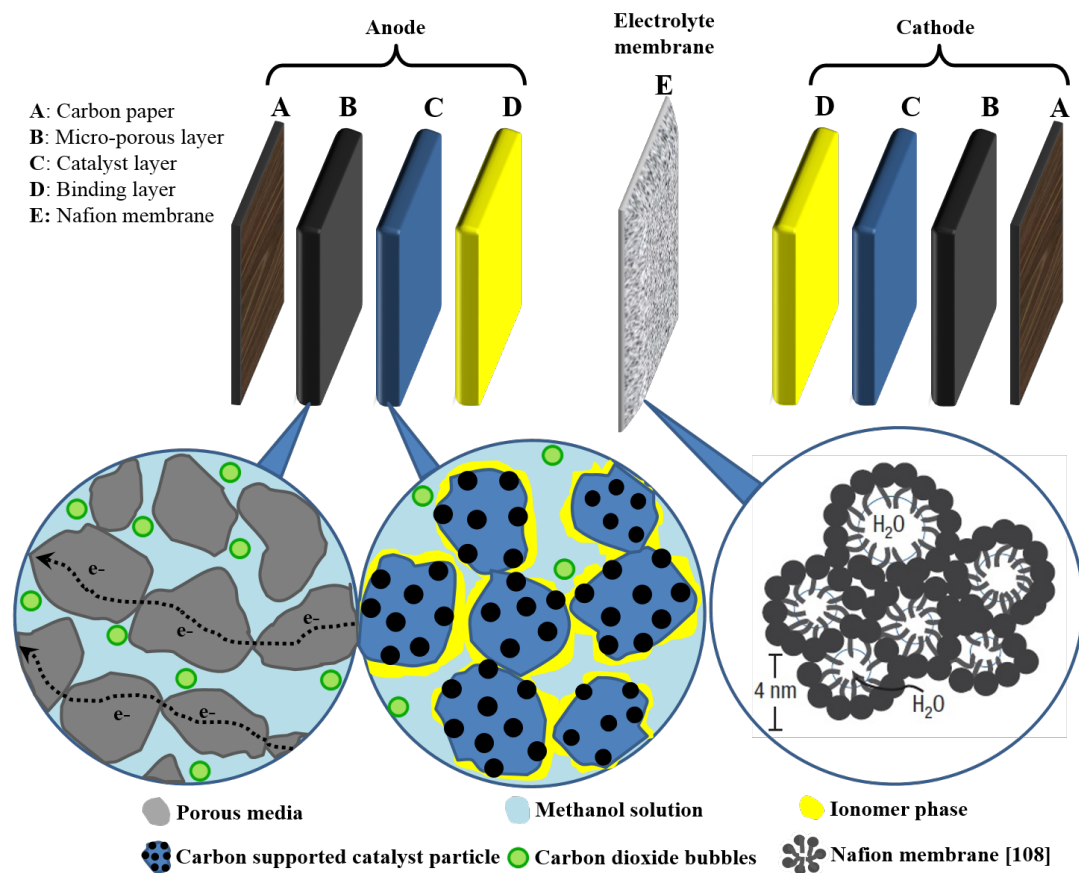 Anode
Electrolyte
membrane
Cathode
A B C D
E
D C B A
A: Carbon paper
B: Micro-porous layer
C: Catalyst layer
D: Binding layer
E: Nafion membrane
e-
e-
e-
e-
e-
H2O
4 nm
H2O
Porous media
Methanol solution
Ionomer phase
Carbon supported catalyst particle
Carbon dioxide bubbles
Nafion membrane [108]